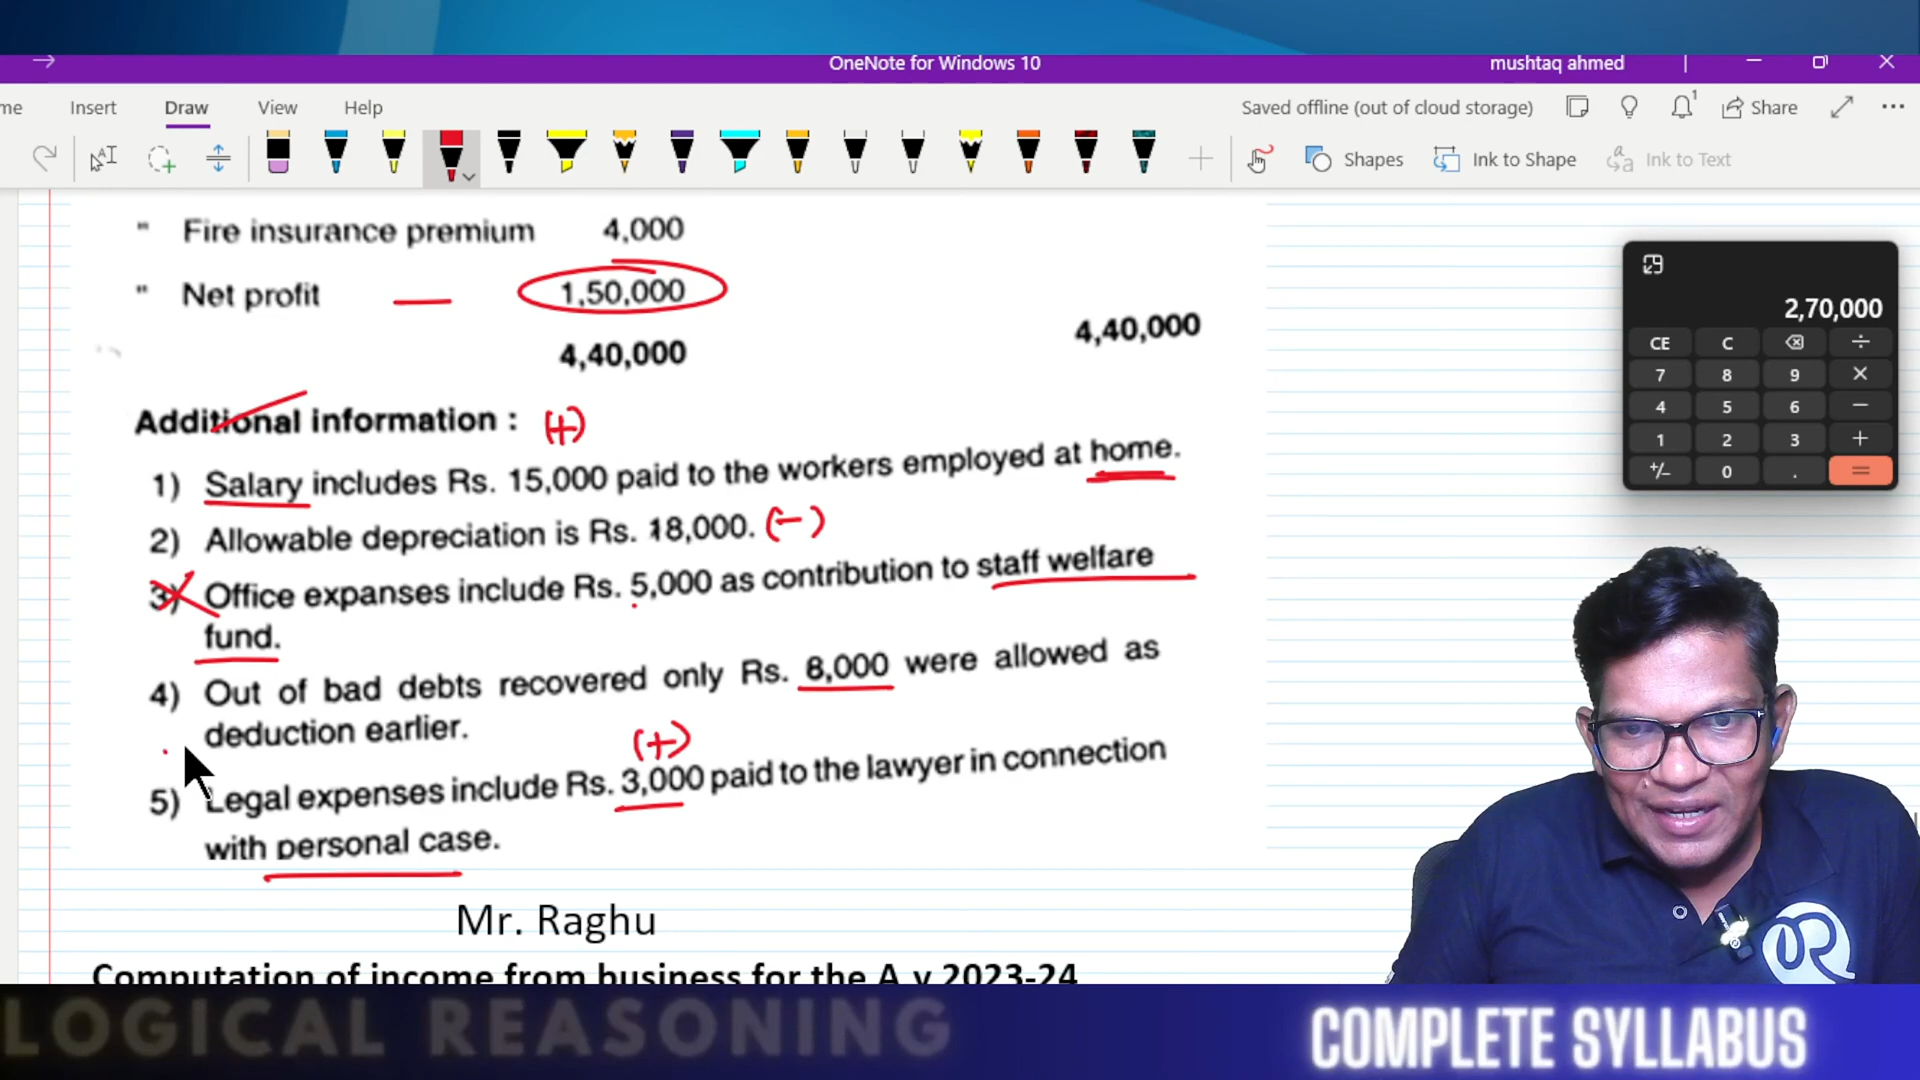 OneNote for Windows 10
mushtaq ahmed
me Insert Draw View Help
Saved offline (out of cloud storage) 1 Share
Shapes Ink to Shape Ink to Text
" Fire insurance premium 4,000
" Net profit 1,50,000
4,40,000 4,40,000
Additional information : (+)
1) Salary includes Rs. 15,000 paid to the workers employed at home.
2) Allowable depreciation is Rs. 18,000. (-)
3) Office expanses include Rs. 5,000 as contribution to staff welfare
fund.
4) Out of bad debts recovered only Rs. 8,000 were allowed as
deduction earlier.
(+)
5) Legal expenses include Rs. 3,000 paid to the lawyer in connection
with personal case.
Mr. Raghu
Computation of income from business for the A y 2023-24
2,70,000
CE C ÷
7 8 9 ×
4 5 6 −
1 2 3 +
+/− 0 . =
LOGICAL REASONING
COMPLETE SYLLABUS